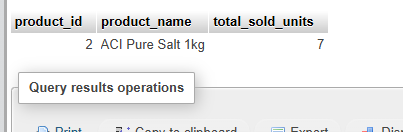 product_id product_name total_sold_units
2 ACI Pure Salt 1kg 7
Query results operations
Print Copy to clipboard Export